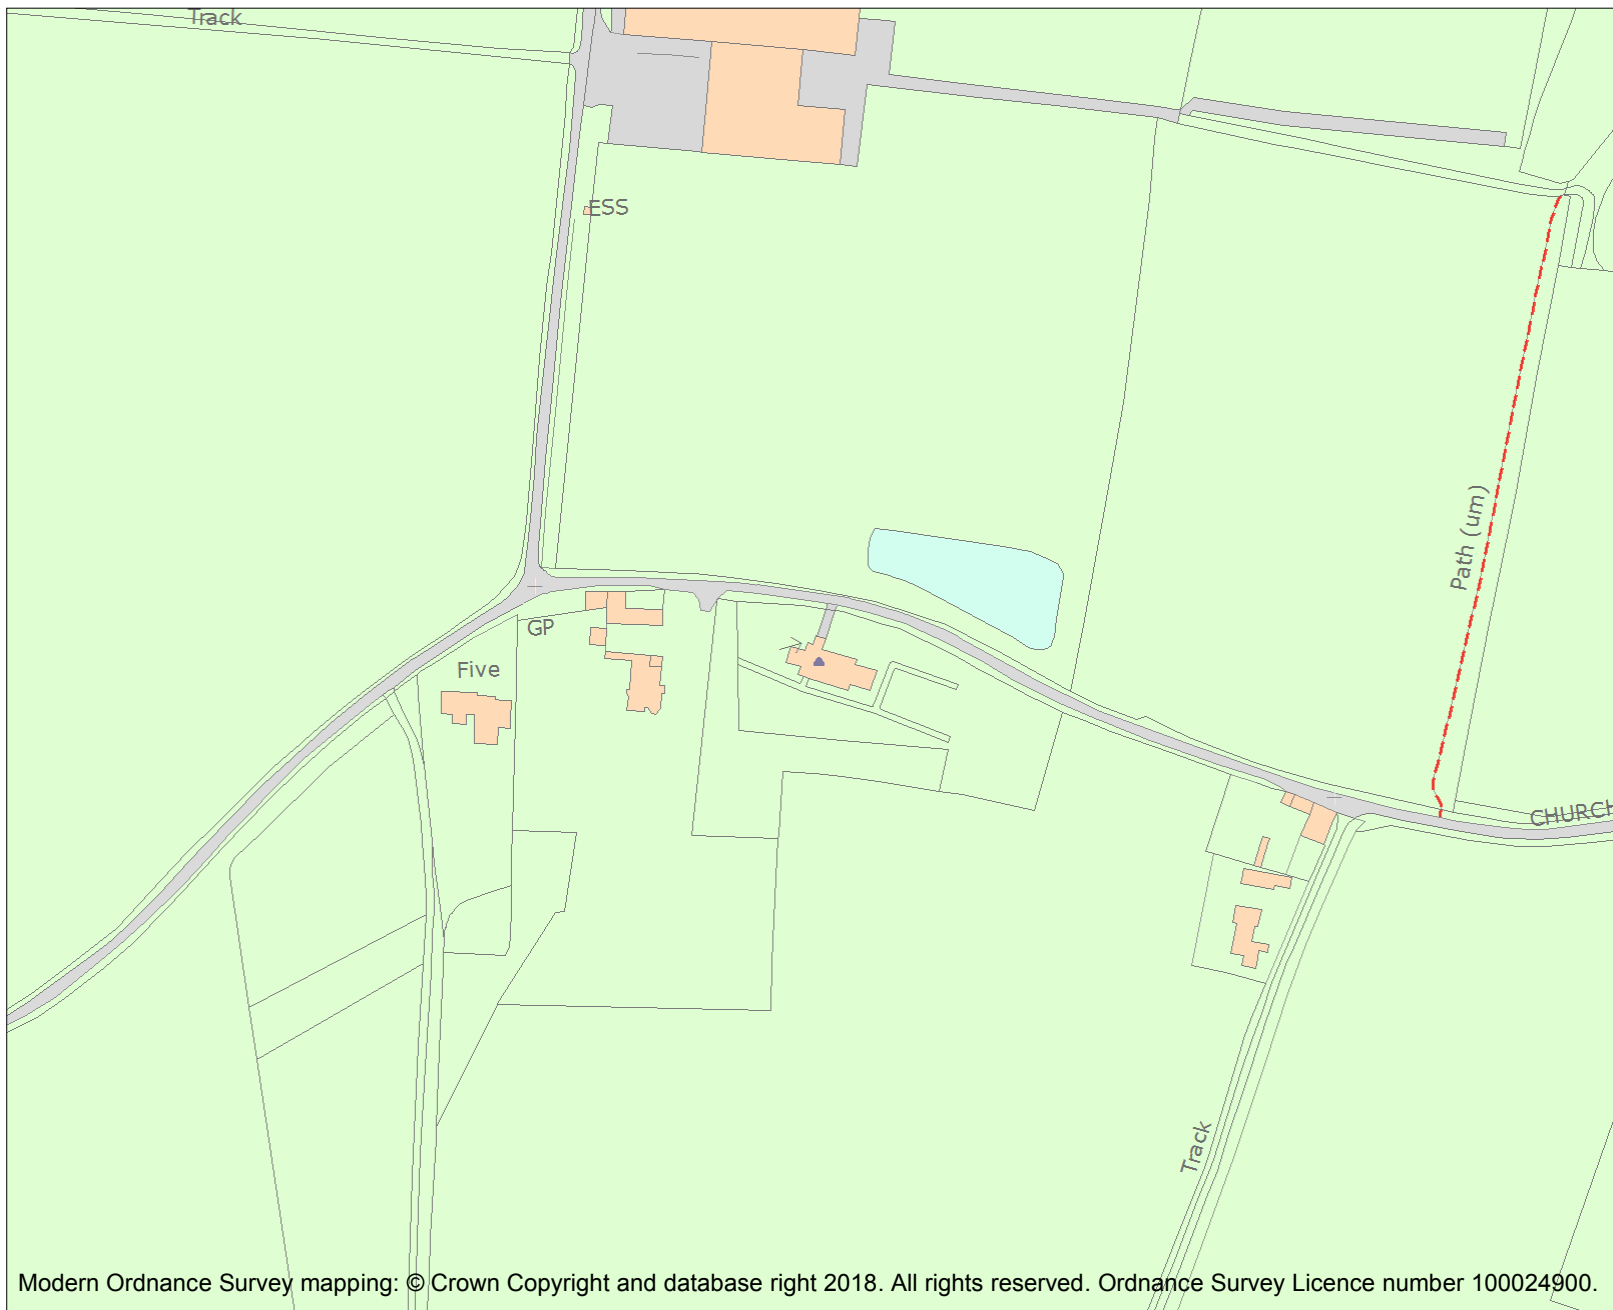 Track
ESS
Path (um)
GP
Five
CHURCH
Track
Modern Ordnance Survey mapping: © Crown Copyright and database right 2018. All rights reserved. Ordnance Survey Licence number 100024900.